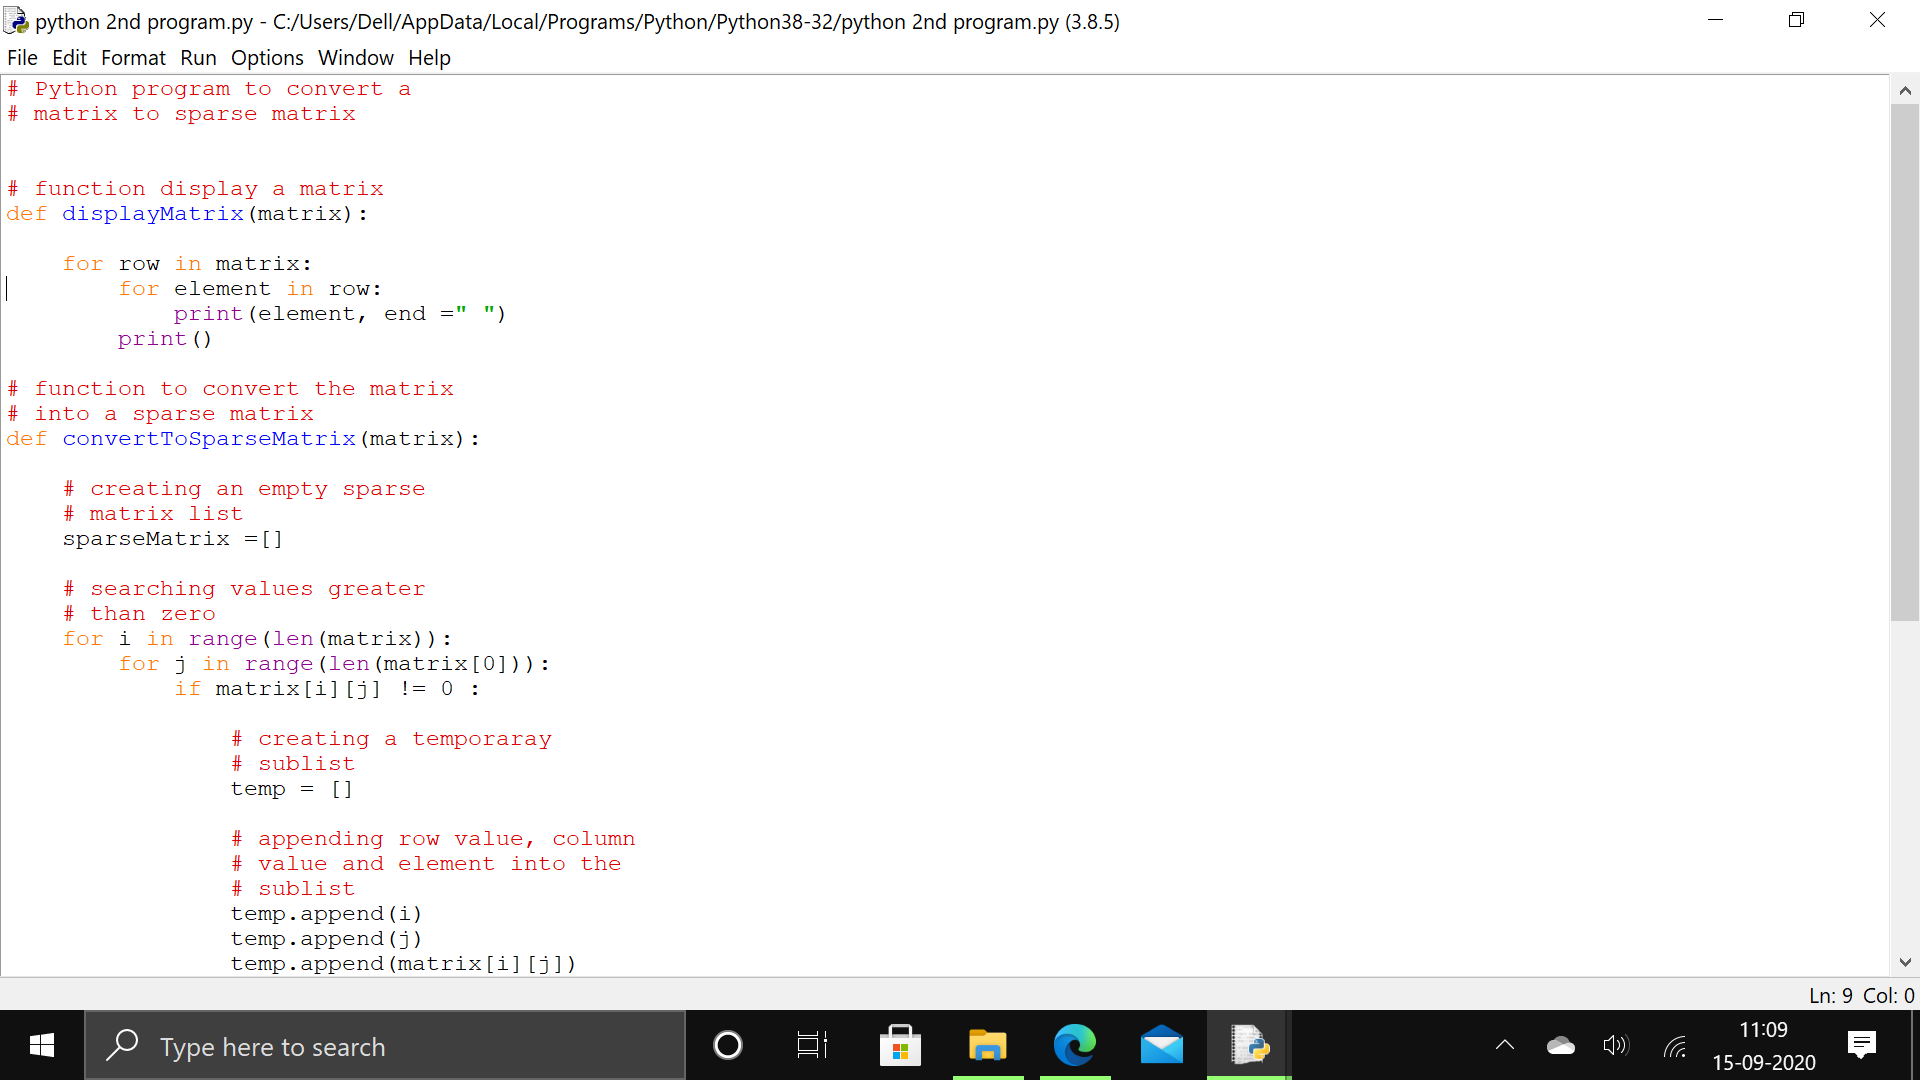 python 2nd program.py - C:/Users/Dell/AppData/Local/Programs/Python/Python38-32/python 2nd program.py (3.8.5)
File Edit Format Run Options Window Help
# Python program to convert a
# matrix to sparse matrix
# function display a matrix
def displayMatrix(matrix):
    for row in matrix:
        for element in row:
            print(element, end =" ")
        print()
# function to convert the matrix
# into a sparse matrix
def convertToSparseMatrix(matrix):
    # creating an empty sparse
    # matrix list
    sparseMatrix =[]
    # searching values greater
    # than zero
    for i in range(len(matrix)):
        for j in range(len(matrix[0])):
            if matrix[i][j] != 0 :
                # creating a temporaray
                # sublist
                temp = []
                # appending row value, column
                # value and element into the
                # sublist
                temp.append(i)
                temp.append(j)
                temp.append(matrix[i][j])
Ln: 9 Col: 0
Type here to search
11:09
15-09-2020